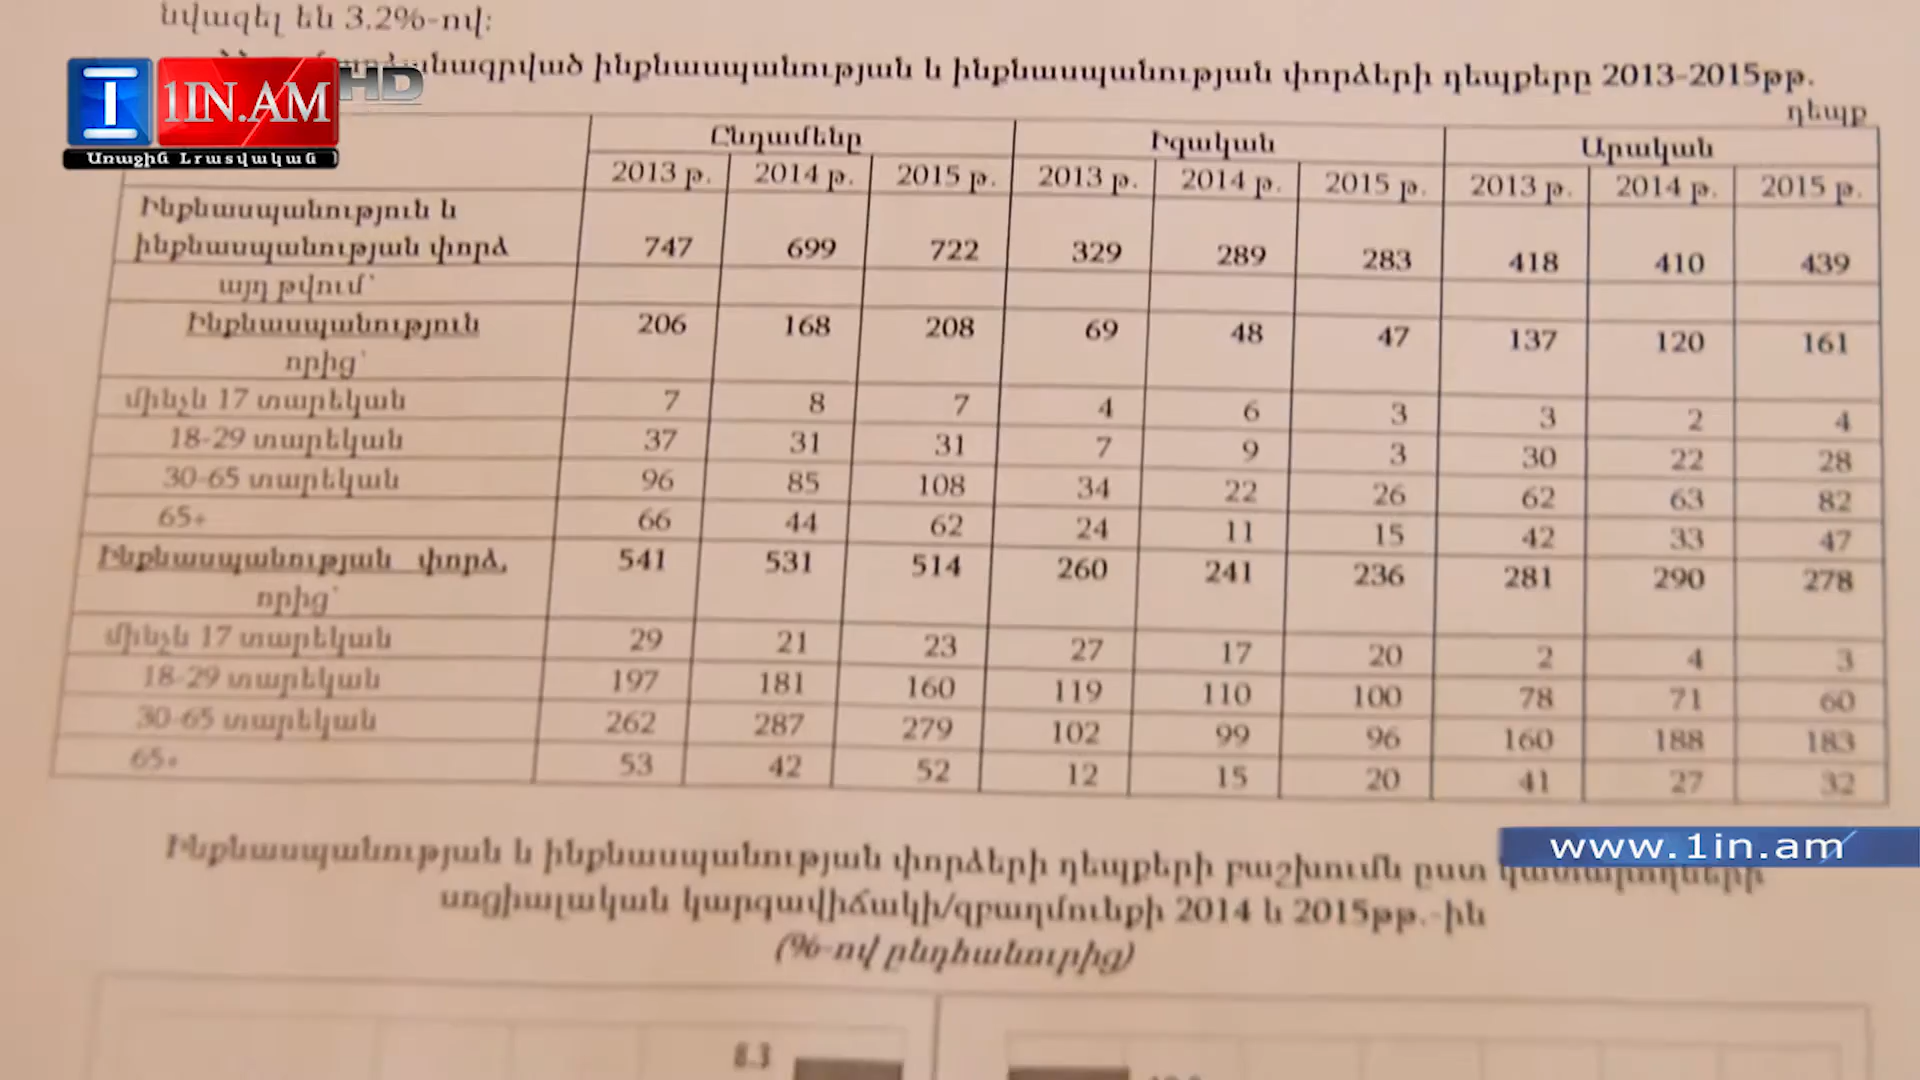 նվազել են 3.2%-ով:
ինքնասպանության և ինքնասպանության փորձերի դեպքերը 2013-2015թթ.
դեպք
HD
1IN.AM
Առաջին Լրատվական
Ընդամենը Իգական Արական
2013 թ. 2014 թ. 2015 թ. 2013 թ. 2014 թ. 2015 թ. 2013 թ. 2014 թ. 2015 թ.
Ինքնասպանություն և
ինքնասպանության փորձ 747 699 722 329 289 283 418 410 439
այդ թվում՝
Ինքնասպանություն 206 168 208 69 48 47 137 120 161
որից՝
մինչև 17 տարեկան 7 8 7 4 6 3 3 2 4
18-29 տարեկան 37 31 31 7 9 3 30 22 28
30-65 տարեկան 96 85 108 34 22 26 62 63 82
65+ 66 44 62 24 11 15 42 33 47
Ինքնասպանության փորձ, 541 531 514 260 241 236 281 290 278
որից՝
մինչև 17 տարեկան 29 21 23 27 17 20 2 4 3
18-29 տարեկան 197 181 160 119 110 100 78 71 60
30-65 տարեկան 262 287 279 102 99 96 160 188 183
65+ 53 42 52 12 15 20 41 27 32
www.1in.am
Ինքնասպանության և ինքնասպանության փորձերի դեպքերի բաշխումն ըստ կատարողների
սոցիալական կարգավիճակի/զբաղմունքի 2014 և 2015թթ.-ին
(%-ով ընդհանուրից)
8.3